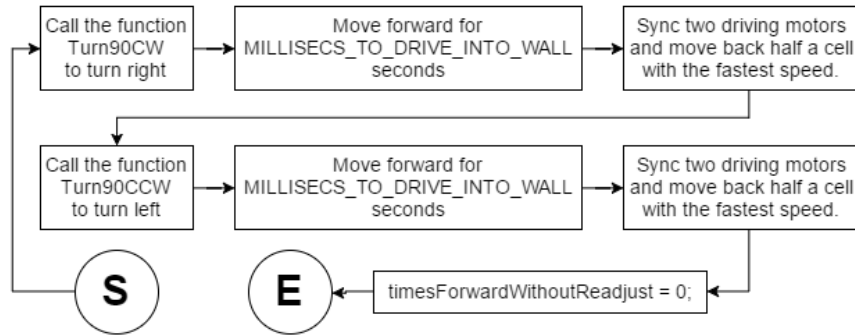 Call the function
Turn90CW
to turn right
Move forward for
MILLISECS_TO_DRIVE_INTO_WALL
seconds
Sync two driving motors
and move back half a cell
with the fastest speed.
Call the function
Turn90CCW
to turn left
Move forward for
MILLISECS_TO_DRIVE_INTO_WALL
seconds
Sync two driving motors
and move back half a cell
with the fastest speed.
S
E
timesForwardWithoutReadjust = 0;